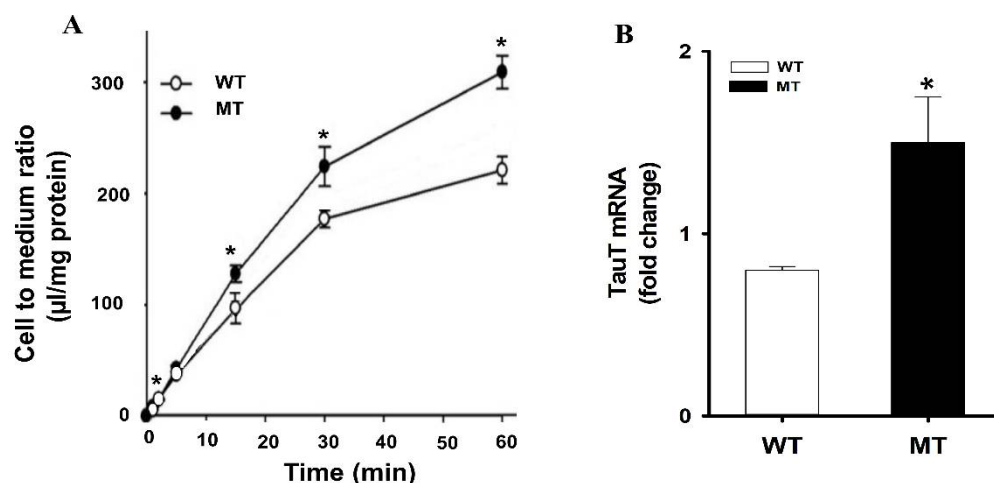 A
Cell to medium ratio
(μl/mg protein)
300
200
100
0
WT
MT
*
*
*
*
0
10
20
30
40
50
60
Time (min)
B
TauT mRNA
(fold change)
2
1
0
WT
MT
*
WT
MT